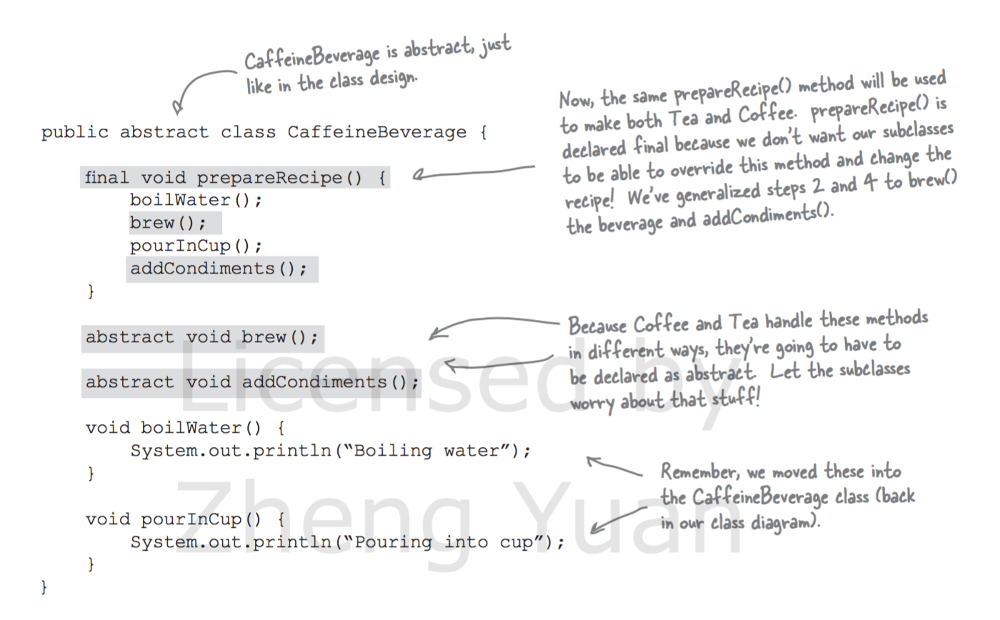 CaffeineBeverage is abstract, just
like in the class design.
public abstract class CaffeineBeverage {
final void prepareRecipe() {
boilWater();
brew();
pourInCup();
addCondiments();
}
Now, the same prepareRecipe() method will be used
to make both Tea and Coffee. prepareRecipe() is
declared final because we don't want our subclasses
to be able to override this method and change the
recipe! We've generalized steps 2 and 4 to brew()
the beverage and addCondiments().
abstract void brew();
abstract void addCondiments();
Because Coffee and Tea handle these methods
in different ways, they're going to have to
be declared as abstract. Let the subclasses
worry about that stuff!
void boilWater() {
System.out.println(“Boiling water”);
}
void pourInCup() {
System.out.println(“Pouring into cup”);
}
}
Remember, we moved these into
the CaffeineBeverage class (back
in our class diagram).
Licensed by
Zheng Yuan